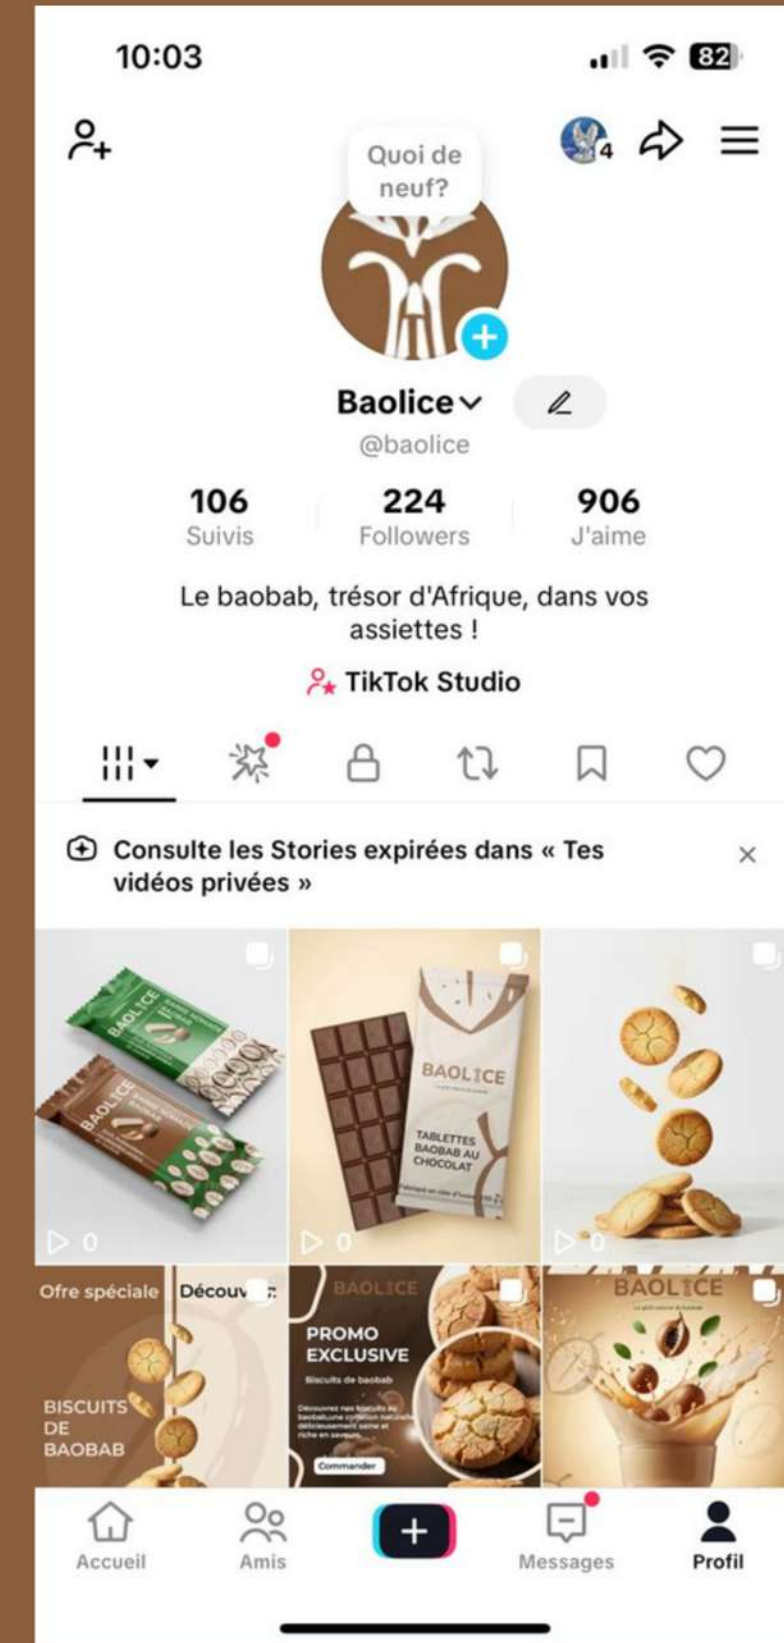 10:03
82
Quoi de
neuf?
4
Baolice
@baolice
106
224
906
Suivis
Followers
J'aime
Le baobab, trésor d'Afrique, dans vos
assiettes !
TikTok Studio
Consulte les Stories expirées dans « Tes
vidéos privées »
BAOLICE
BAOLICE
BAOLICE
TABLETTES
BAOBAB AU
CHOCOLAT
0
0
0
Ofre spéciale
BISCUITS
DE
BAOBAB
BAOLICE
PROMO
EXCLUSIVE
Biscuits de baobab
Commander
BAOLICE
Accueil
Amis
Messages
Profil